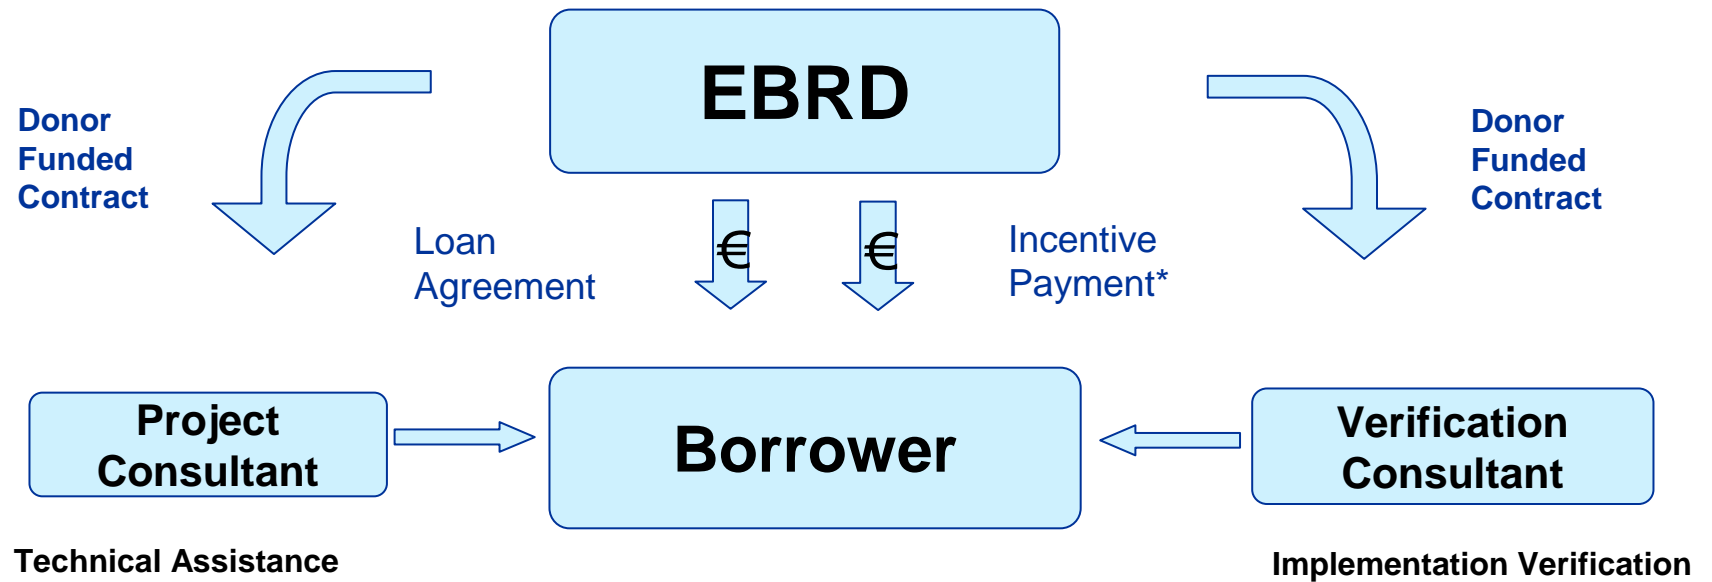 EBRD
Donor
Funded
Contract
Donor
Funded
Contract
Loan
Agreement
€
€
Incentive
Payment*
Project
Consultant
Borrower
Verification
Consultant
Technical Assistance
Implementation Verification